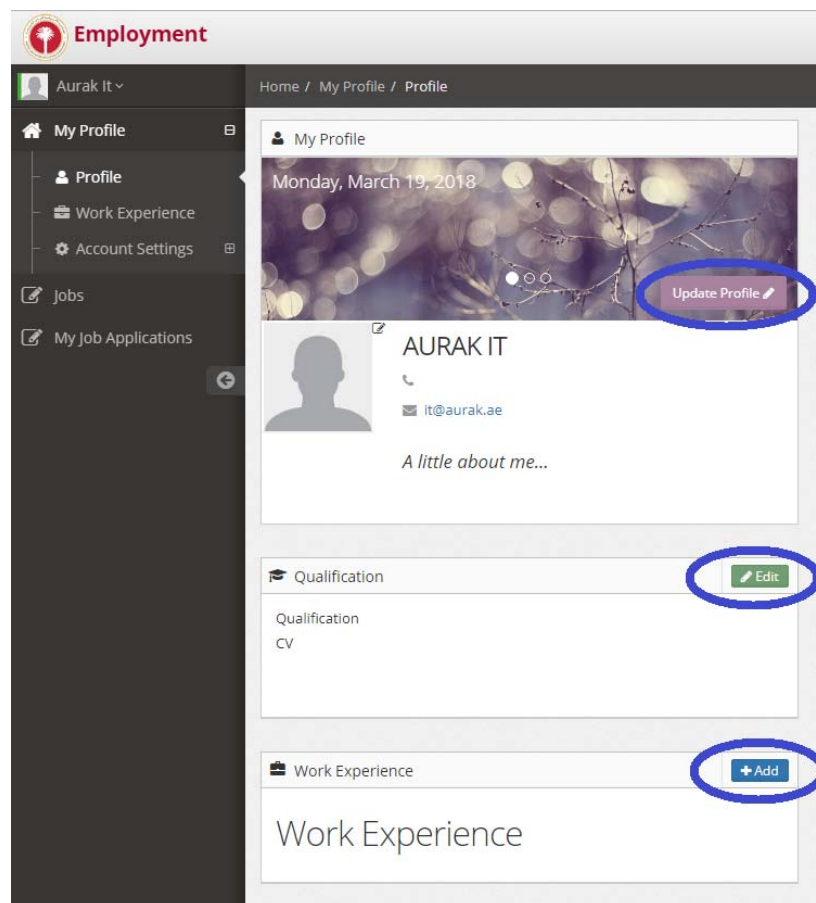 Employment
Aurak It
Home / My Profile / Profile
My Profile
Profile
Work Experience
Account Settings
Jobs
My Job Applications
My Profile
Monday, March 19, 2018
Update Profile
AURAK IT
it@aurak.ae
A little about me...
Qualification
Edit
Qualification
CV
Work Experience
+ Add
Work Experience